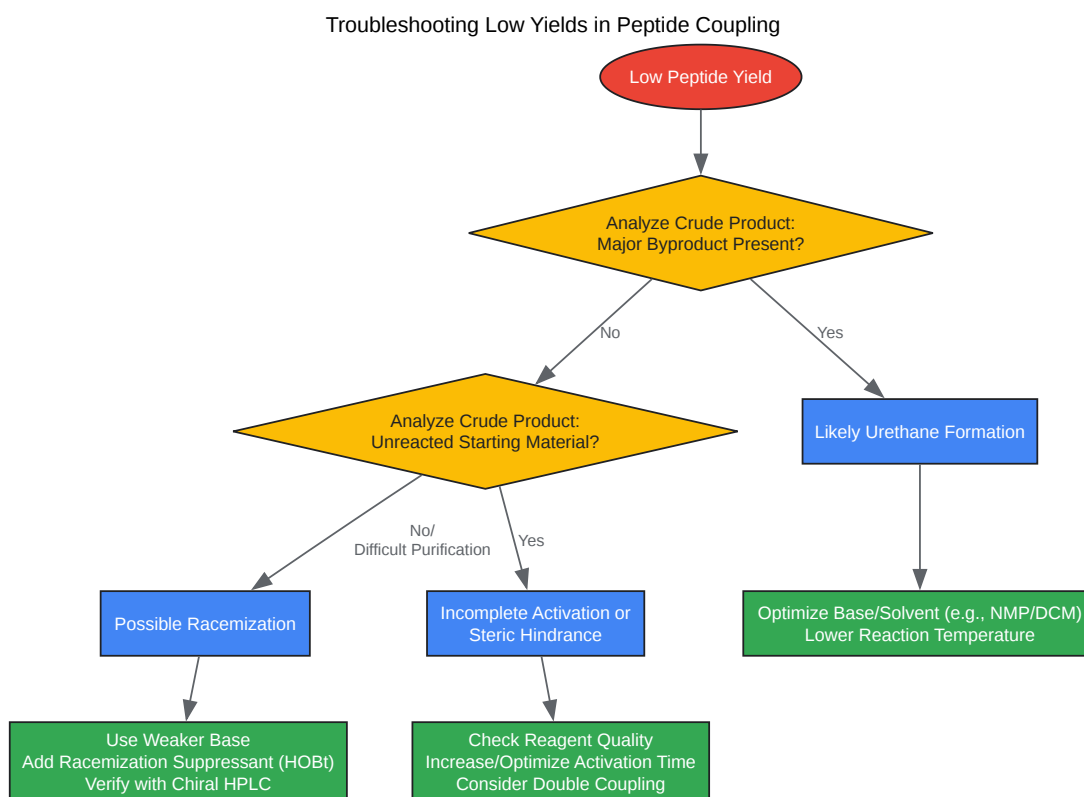 Troubleshooting Low Yields in Peptide Coupling
Low Peptide Yield
Analyze Crude Product:
Major Byproduct Present?
No
Yes
Analyze Crude Product:
Unreacted Starting Material?
Likely Urethane Formation
No/
Difficult Purification
Yes
Possible Racemization
Incomplete Activation or
Steric Hindrance
Optimize Base/Solvent (e.g., NMP/DCM)
Lower Reaction Temperature
Use Weaker Base
Add Racemization Suppressant (HOBt)
Verify with Chiral HPLC
Check Reagent Quality
Increase/Optimize Activation Time
Consider Double Coupling